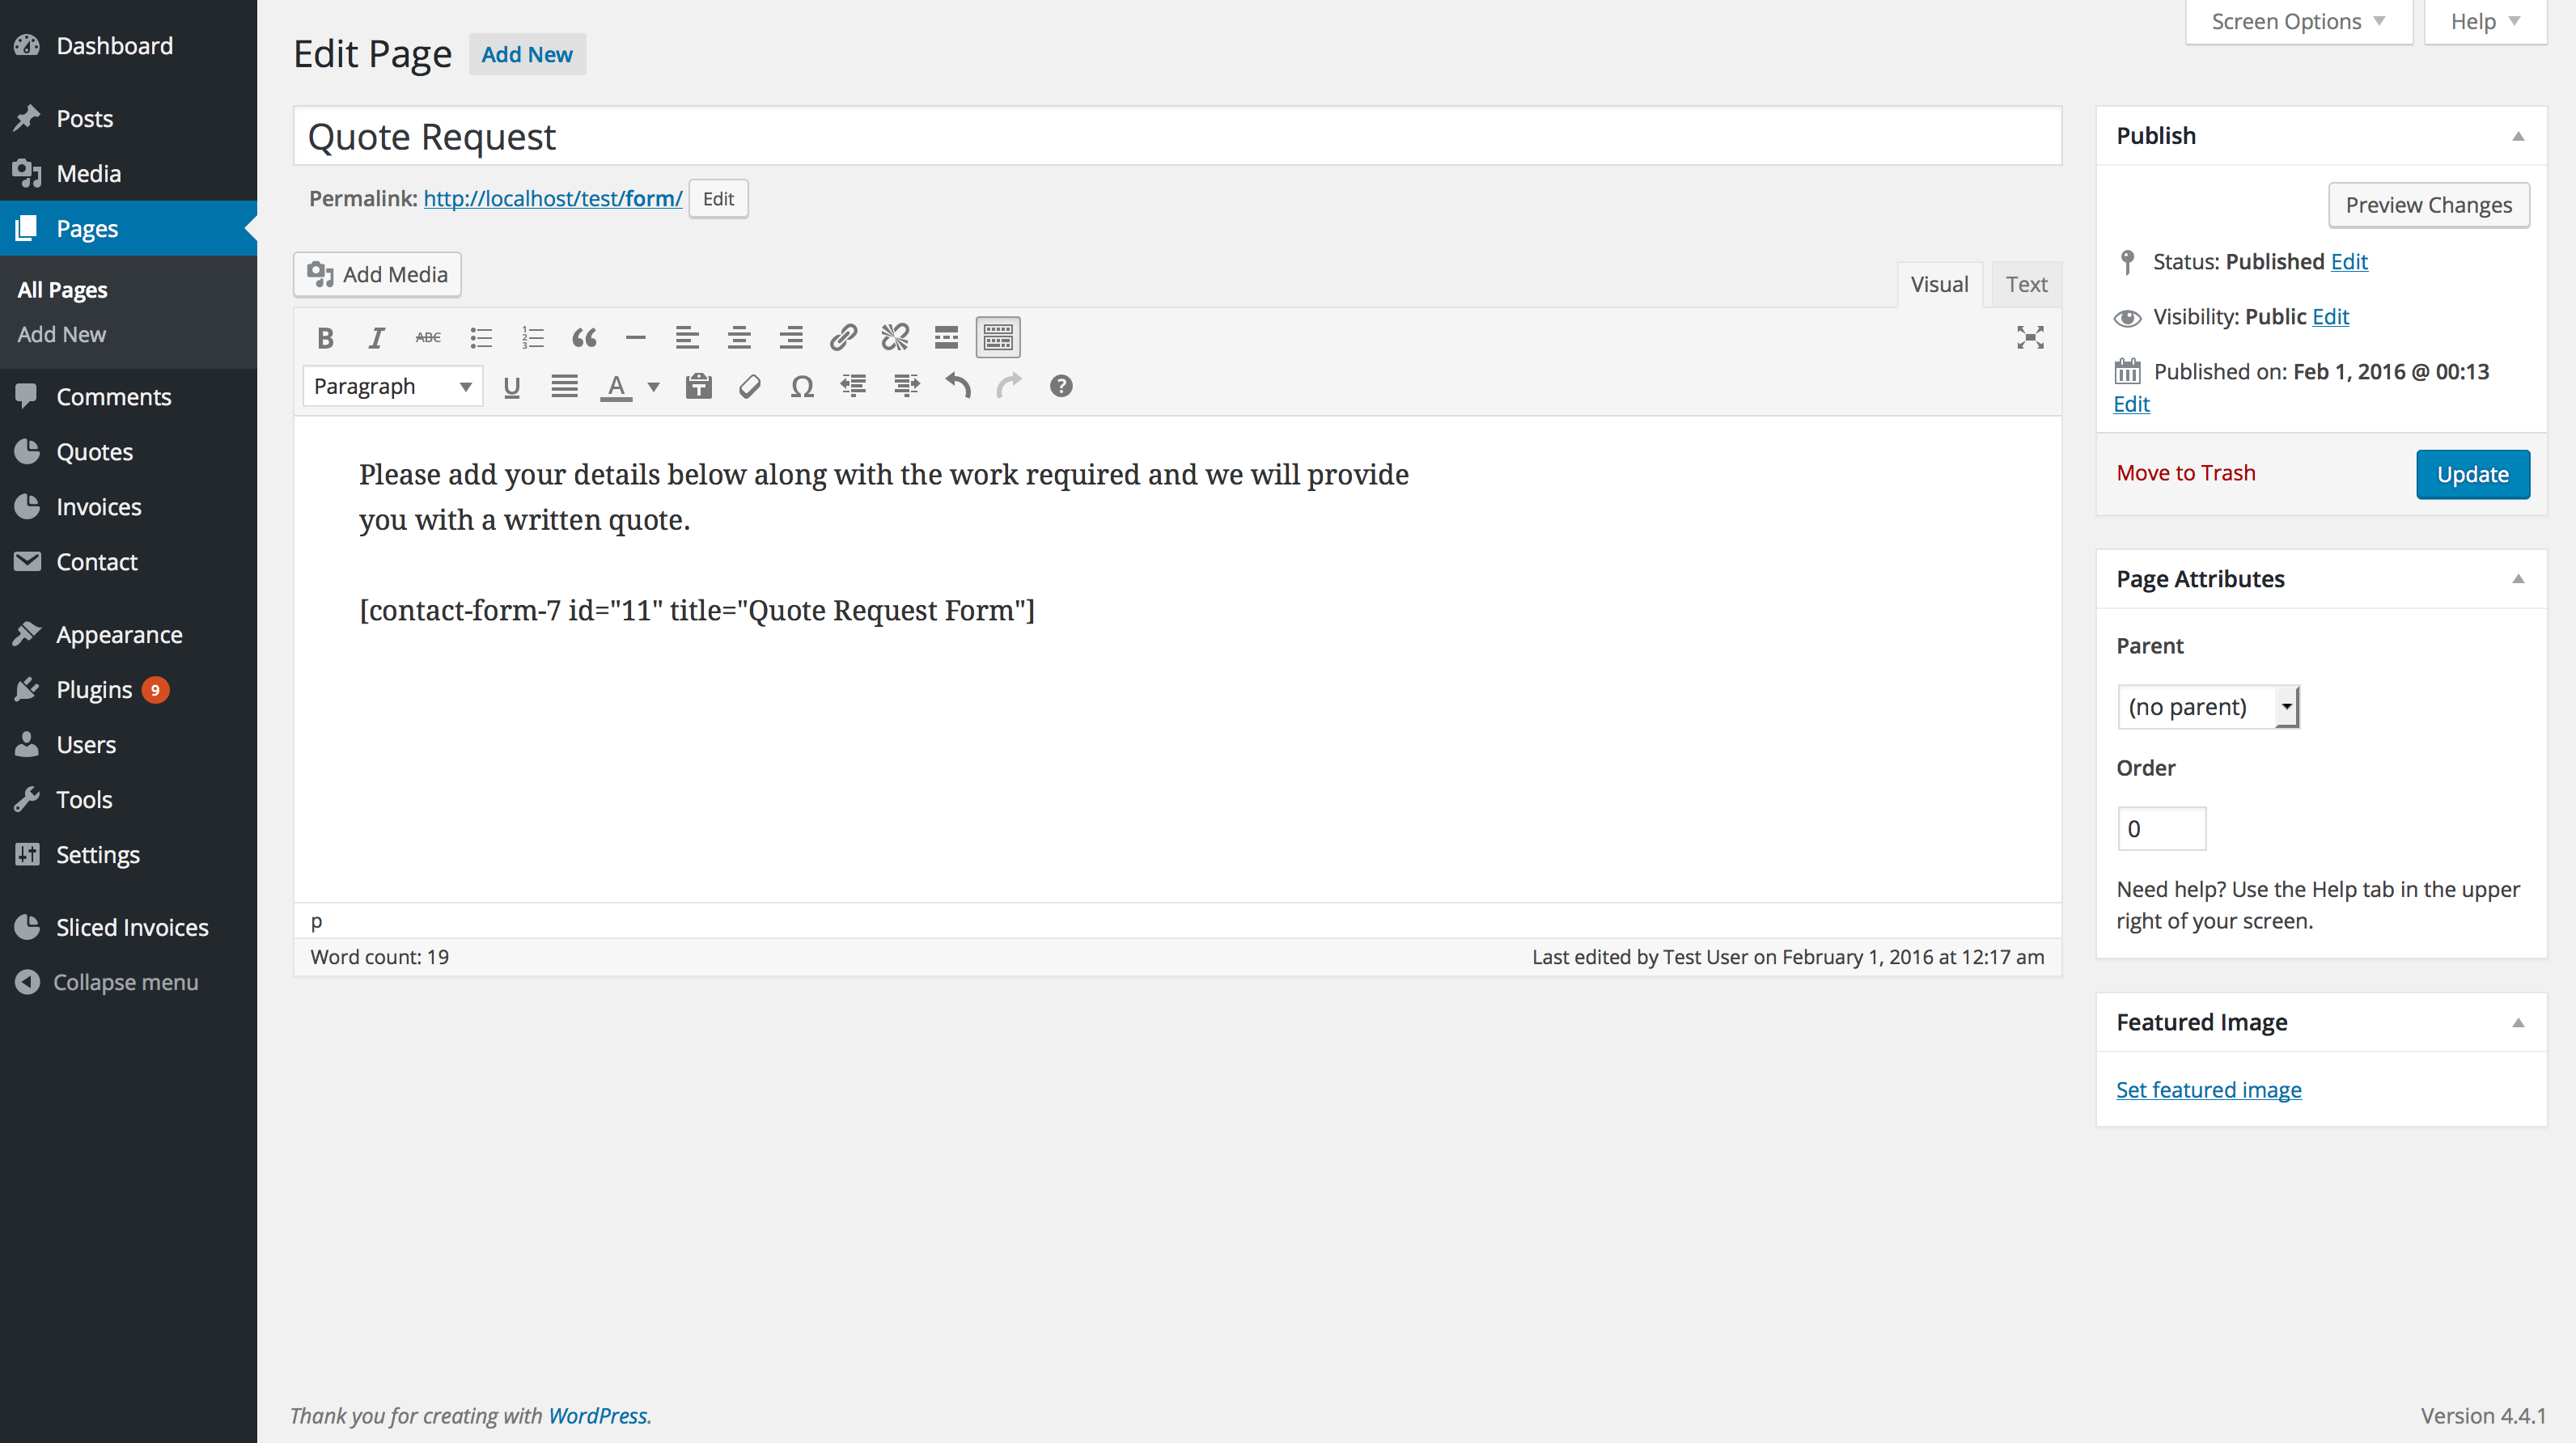 Dashboard
Posts
Media
Pages
All Pages
Add New
Comments
Quotes
Invoices
Contact
Appearance
Plugins 9
Users
Tools
Settings
Sliced Invoices
Collapse menu
Screen Options
Help
Edit Page Add New
Quote Request
Permalink: http://localhost/test/form/ Edit
Add Media
Visual Text
B I ABC
Paragraph U A Ω ?
Please add your details below along with the work required and we will provide
you with a written quote.
[contact-form-7 id="11" title="Quote Request Form"]
p
Word count: 19
Last edited by Test User on February 1, 2016 at 12:17 am
Publish
Preview Changes
Status: Published Edit
Visibility: Public Edit
Published on: Feb 1, 2016 @ 00:13
Edit
Move to Trash
Update
Page Attributes
Parent
(no parent)
Order
0
Need help? Use the Help tab in the upper
right of your screen.
Featured Image
Set featured image
Thank you for creating with WordPress.
Version 4.4.1